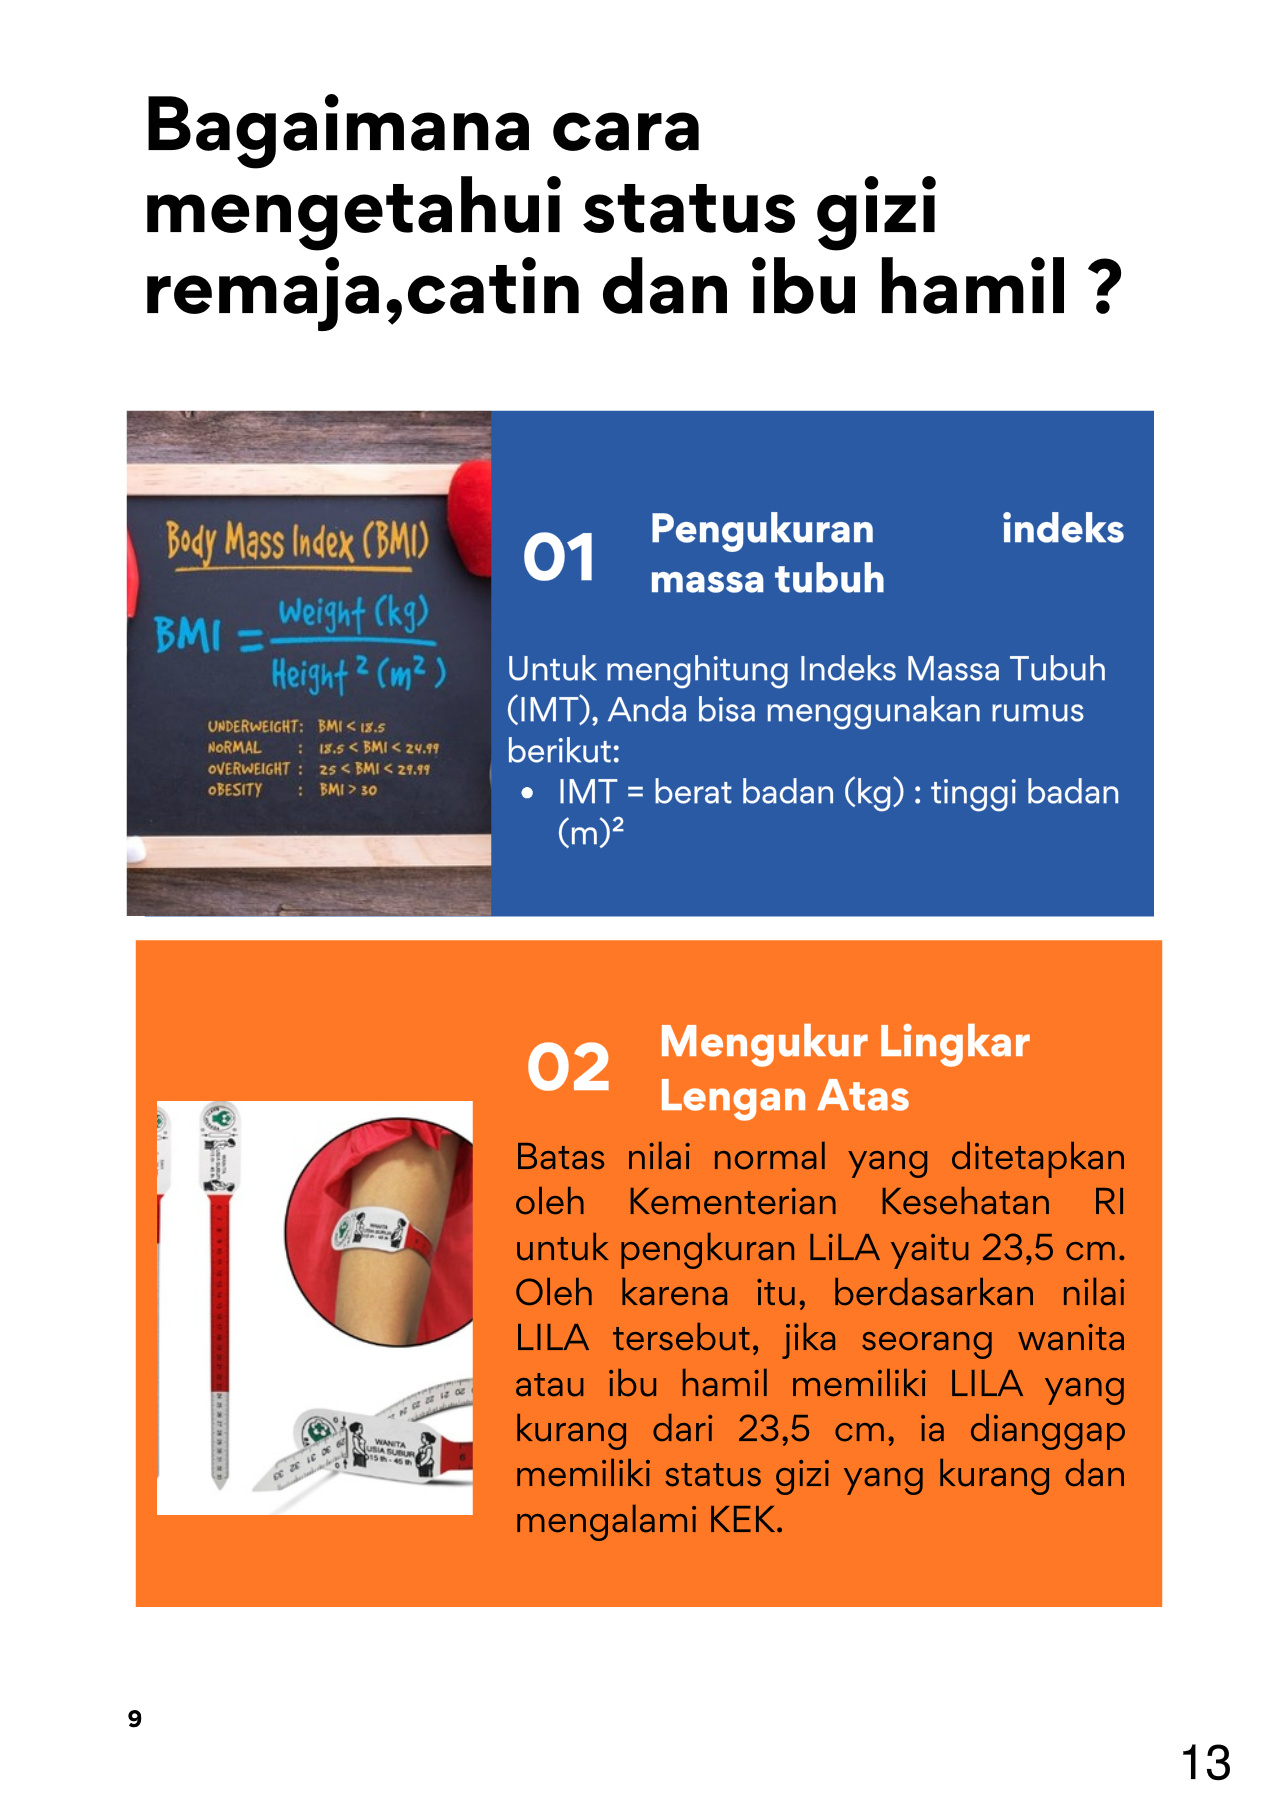 Bagaimana cara
mengetahui status gizi
remaja,catin dan ibu hamil ?
Body Mass Index (BMI)
BMI = Weight (kg)
Height ² (m²)
UNDERWEIGHT: BMI < 18.5
NORMAL : 18.5 < BMI < 24.99
OVERWEIGHT : 25 < BMI < 29.99
OBESITY : BMI > 30
01
Pengukuran indeks
massa tubuh
Untuk menghitung Indeks Massa Tubuh
(IMT), Anda bisa menggunakan rumus
berikut:
• IMT = berat badan (kg) : tinggi badan
(m)²
02
Mengukur Lingkar
Lengan Atas
Batas nilai normal yang ditetapkan
oleh Kementerian Kesehatan RI
untuk pengkuran LiLA yaitu 23,5 cm.
Oleh karena itu, berdasarkan nilai
LILA tersebut, jika seorang wanita
atau ibu hamil memiliki LILA yang
kurang dari 23,5 cm, ia dianggap
memiliki status gizi yang kurang dan
mengalami KEK.
WANITA
USIA SUBUR
15 th - 45 th
9
13